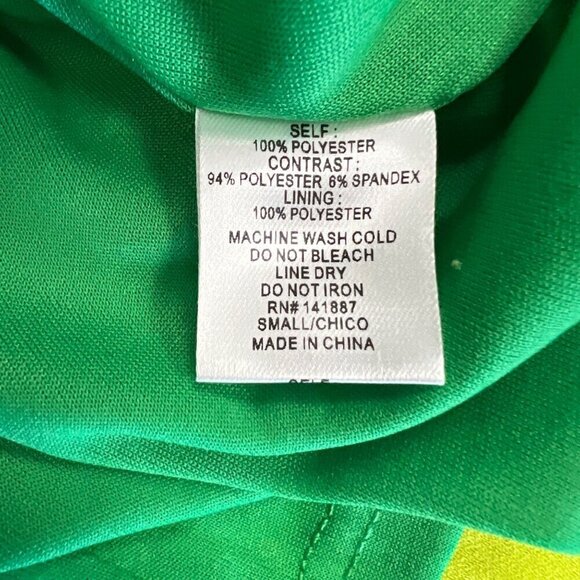 SELF :
100% POLYESTER
CONTRAST :
94% POLYESTER 6% SPANDEX
LINING :
100% POLYESTER
MACHINE WASH COLD
DO NOT BLEACH
LINE DRY
DO NOT IRON
RN# 141887
SMALL/CHICO
MADE IN CHINA